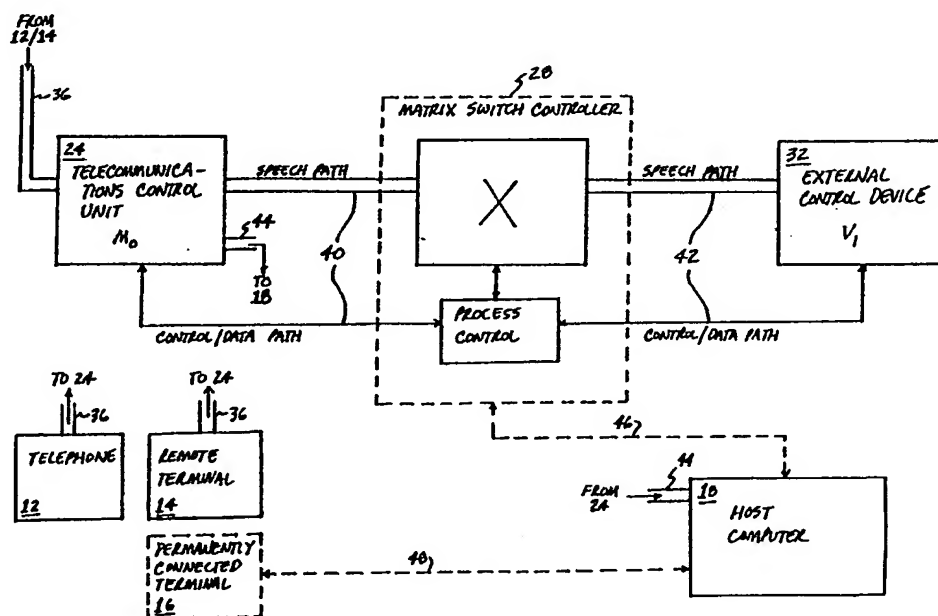 FROM
12/14
36
28
MATRIX SWITCH CONTROLLER
24
TELECOMMUNICA-
TIONS CONTROL
UNIT
M0
SPEECH PATH
44
TO
18
40
X
SPEECH PATH
42
32
EXTERNAL
CONTROL DEVICE
V1
CONTROL/DATA PATH
PROCESS
CONTROL
CONTROL/DATA PATH
TO 24
36
TELEPHONE
12
TO 24
36
REMOTE
TERMINAL
14
46
44
FROM
24
18
HOST
COMPUTER
PERMANENTLY
CONNECTED
TERMINAL
16
48